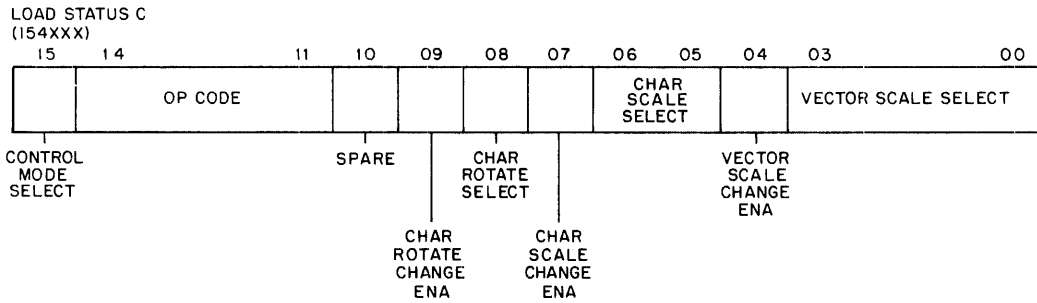 LOAD STATUS C
(154XXX)
15 14 11 10 09 08 07 06 05 04 03 00
OP CODE
CHAR
SCALE
SELECT
VECTOR SCALE SELECT
CONTROL
MODE
SELECT
SPARE
CHAR
ROTATE
SELECT
VECTOR
SCALE
CHANGE
ENA
CHAR
ROTATE
CHANGE
ENA
CHAR
SCALE
CHANGE
ENA